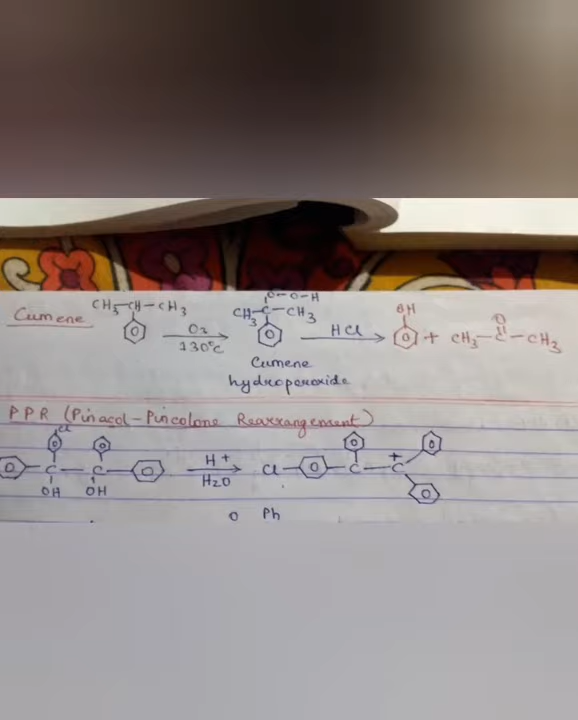 O-O-H
CH3-CH-CH3 CH3-C-CH3 OH O
Cumene O2 HCl + CH3-C-CH3
130°C
Cumene
hydroperoxide
PPR (Pinacol-Pincolone Rearrangement)
Cl
C-C H+ Cl C-C +
OH OH H2O
O Ph